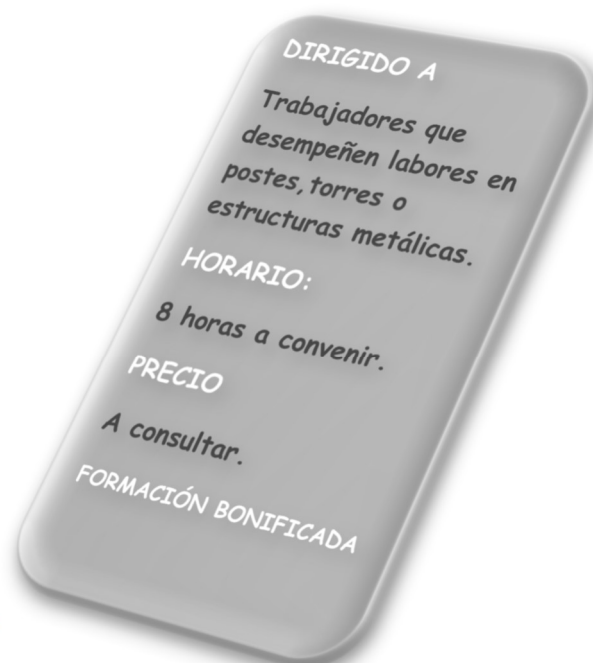 DIRIGIDO A
Trabajadores que
desempeñen labores en
postes, torres o
estructuras metálicas.
HORARIO:
8 horas a convenir.
PRECIO
A consultar.
FORMACIÓN BONIFICADA